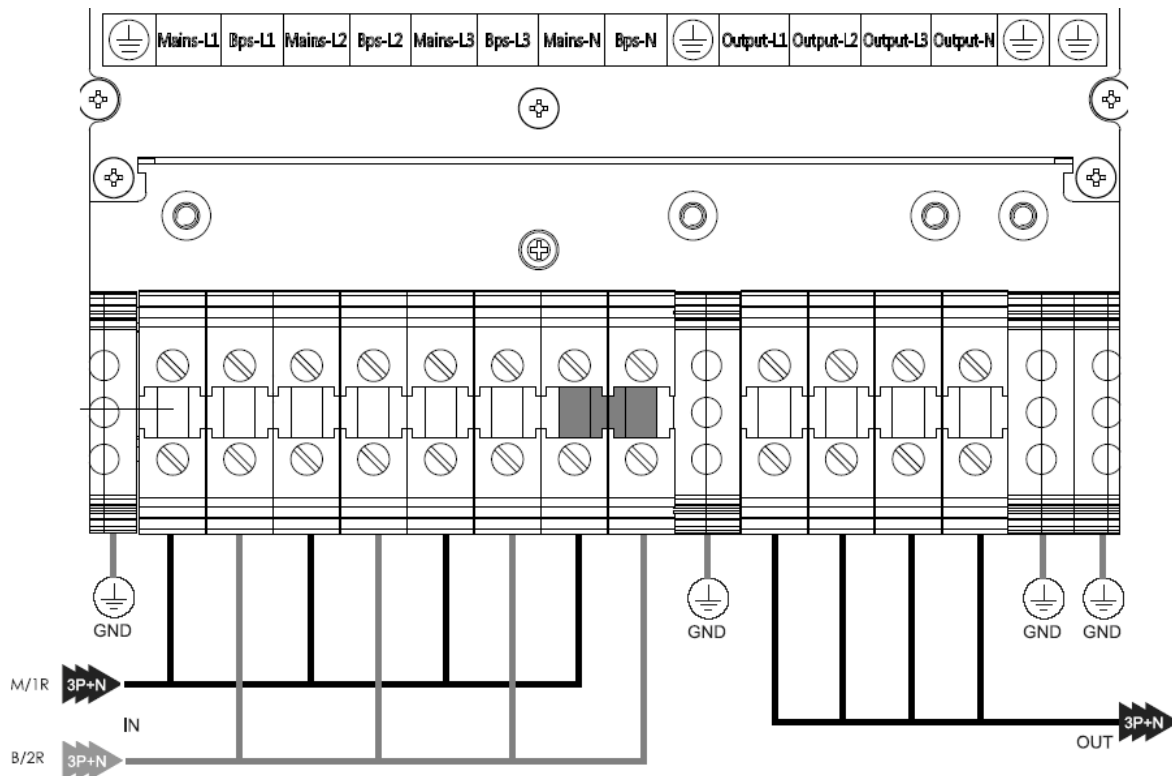 Mains-L1 Bps-L1 Mains-L2 Bps-L2 Mains-L3 Bps-L3 Mains-N Bps-N Output-L1 Output-L2 Output-L3 Output-N
GND GND GND GND
M/1R 3P+N
IN
3P+N
OUT
B/2R 3P+N